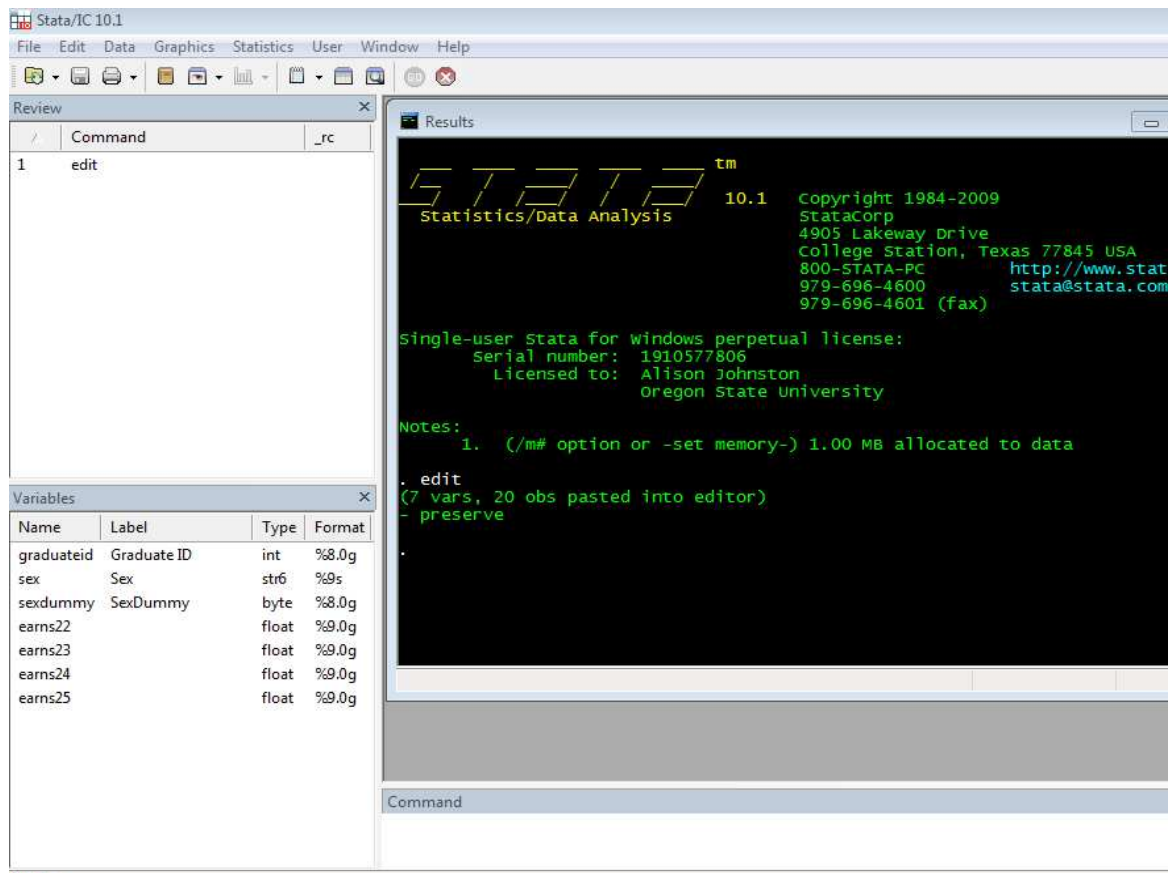 Stata/IC 10.1
File Edit Data Graphics Statistics User Window Help
Review
/ Command _rc
1 edit
Results
STATA tm
10.1 Copyright 1984-2009
Statistics/Data Analysis StataCorp
4905 Lakeway Drive
College Station, Texas 77845 USA
800-STATA-PC http://www.stat
979-696-4600 stata@stata.com
979-696-4601 (fax)
Single-user Stata for Windows perpetual license:
Serial number: 1910577806
Licensed to: Alison Johnston
Oregon State University
Notes:
1. (/m# option or -set memory-) 1.00 MB allocated to data
. edit
(7 vars, 20 obs pasted into editor)
- preserve
.
Variables
Name Label Type Format
graduateid Graduate ID int %8.0g
sex Sex str6 %9s
sexdummy SexDummy byte %8.0g
earns22 float %9.0g
earns23 float %9.0g
earns24 float %9.0g
earns25 float %9.0g
Command